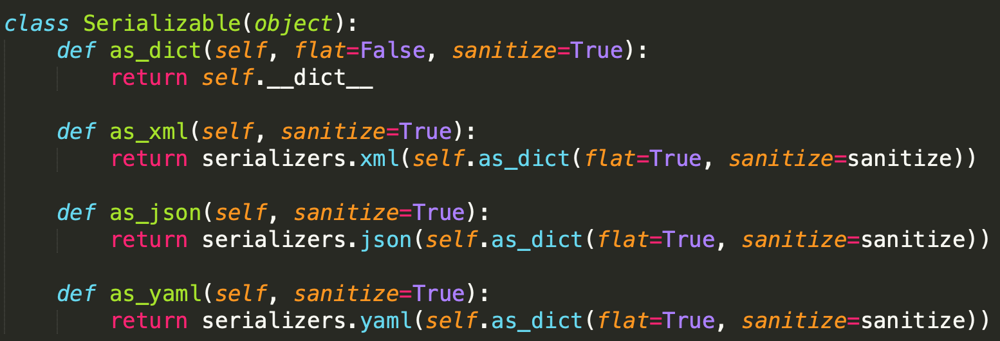 class Serializable(object):
    def as_dict(self, flat=False, sanitize=True):
        return self.__dict__

    def as_xml(self, sanitize=True):
        return serializers.xml(self.as_dict(flat=True, sanitize=sanitize))

    def as_json(self, sanitize=True):
        return serializers.json(self.as_dict(flat=True, sanitize=sanitize))

    def as_yaml(self, sanitize=True):
        return serializers.yaml(self.as_dict(flat=True, sanitize=sanitize))